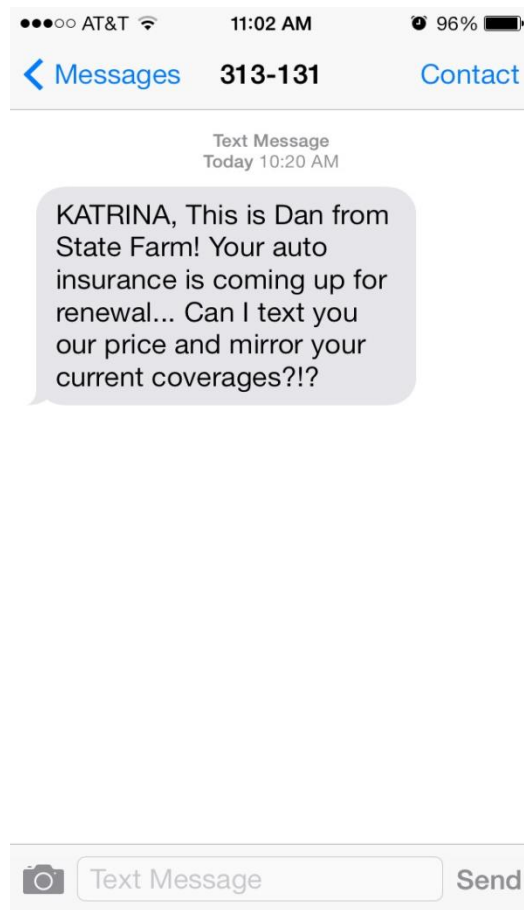 AT&T 11:02 AM 96%
Messages 313-131 Contact
Text Message
Today 10:20 AM
KATRINA, This is Dan from
State Farm! Your auto
insurance is coming up for
renewal... Can I text you
our price and mirror your
current coverages?!?
Text Message Send